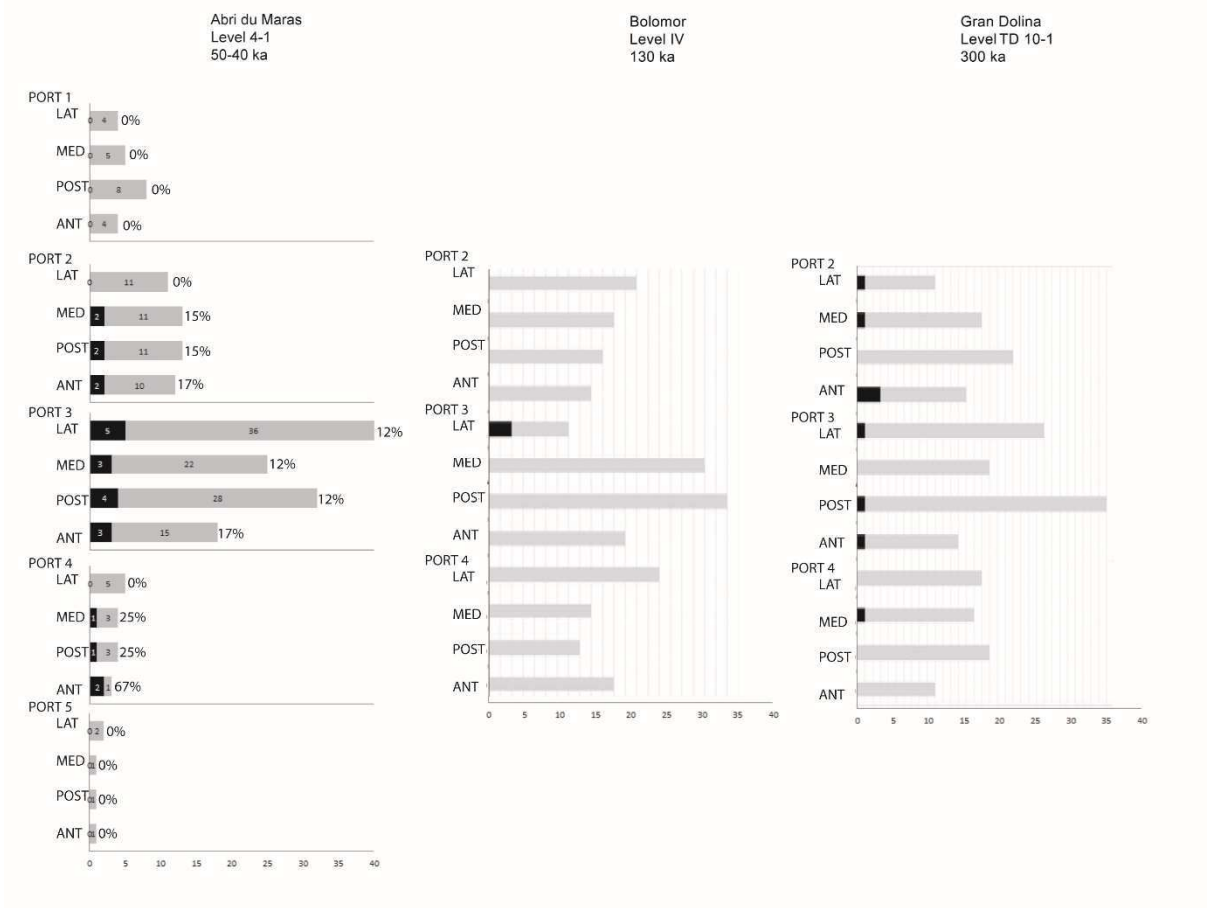 Abri du Maras
Level 4-1
50-40 ka
Bolomor
Level IV
130 ka
Gran Dolina
Level TD 10-1
300 ka
PORT 1
LAT 0 4 0%
MED 0 5 0%
POST 0 8 0%
ANT 0 4 0%
PORT 2
LAT 0 11 0%
MED 2 11 15%
POST 2 11 15%
ANT 2 10 17%
PORT 3
LAT 5 36 12%
MED 3 22 12%
POST 4 28 12%
ANT 3 15 17%
PORT 4
LAT 0 5 0%
MED 1 3 25%
POST 1 3 25%
ANT 2 1 67%
PORT 5
LAT 0 2 0%
MED 0 1 0%
POST 0 1 0%
ANT 0 1 0%
0 5 10 15 20 25 30 35 40
PORT 2
LAT
MED
POST
ANT
PORT 3
LAT
MED
POST
ANT
PORT 4
LAT
MED
POST
ANT
0 5 10 15 20 25 30 35 40
PORT 2
LAT
MED
POST
ANT
PORT 3
LAT
MED
POST
ANT
PORT 4
LAT
MED
POST
ANT
0 5 10 15 20 25 30 35 40